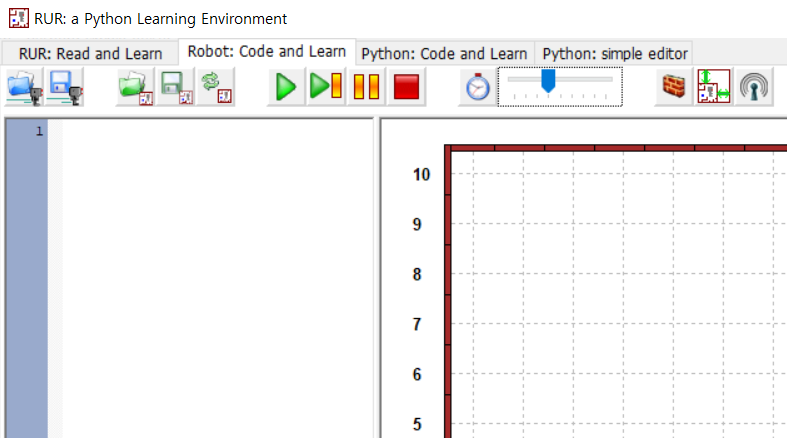 RUR: a Python Learning Environment
RUR: Read and Learn
Robot: Code and Learn
Python: Code and Learn
Python: simple editor
1
10
9
8
7
6
5